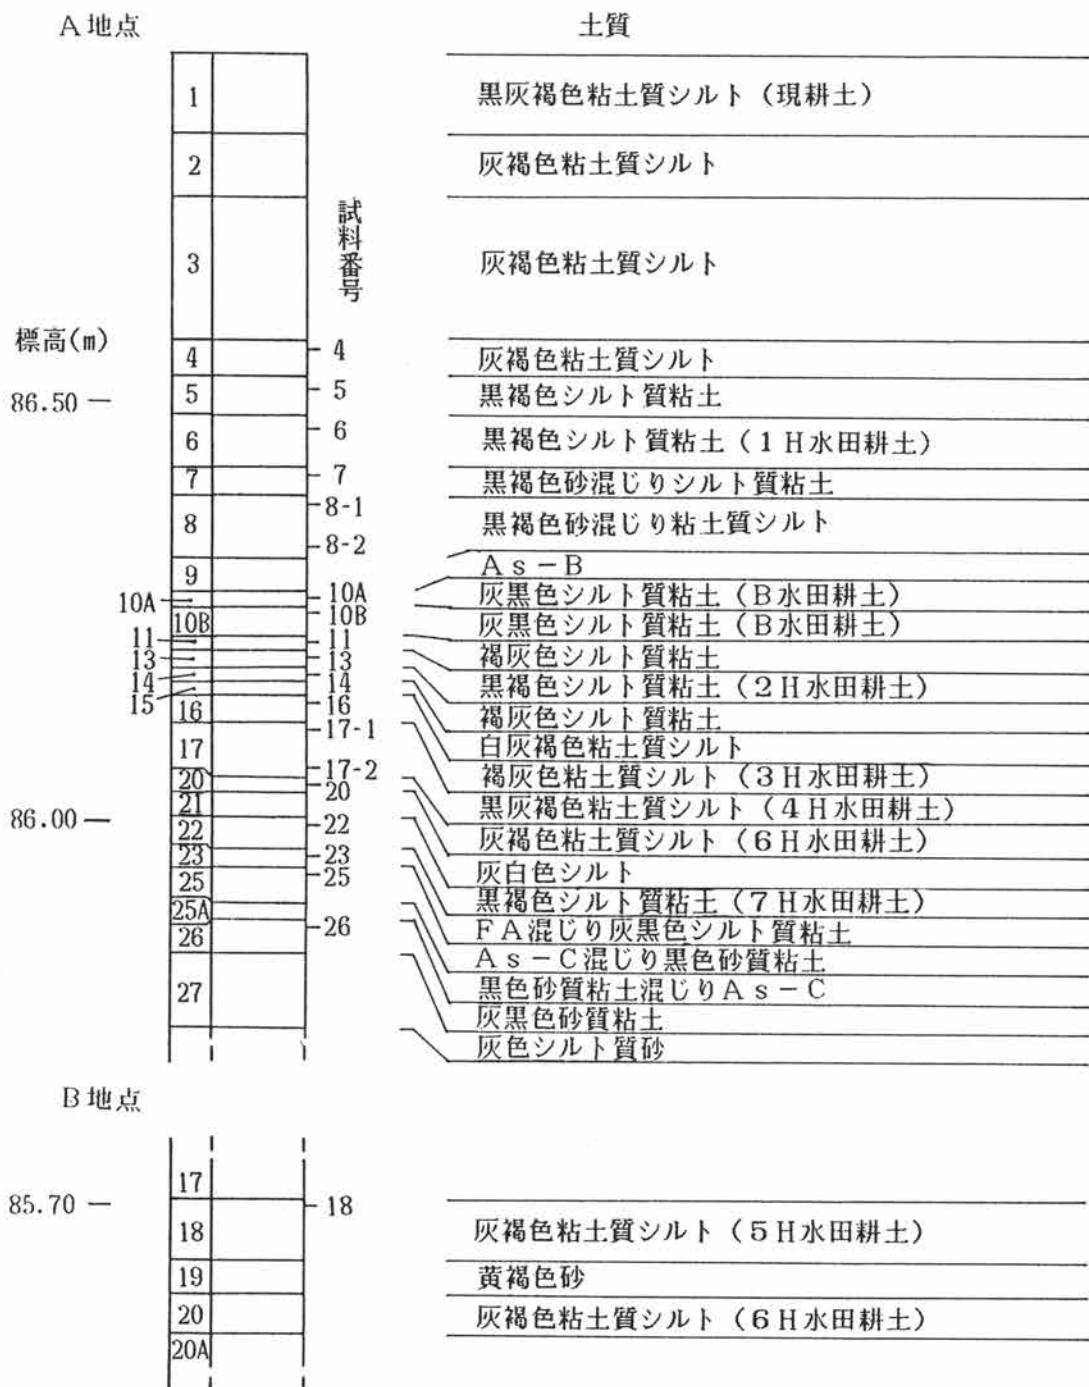 A地点
土質
1
黒灰褐色粘土質シルト（現耕土）
2
灰褐色粘土質シルト
試料番号
3
灰褐色粘土質シルト
標高(m)
4
4
灰褐色粘土質シルト
86.50
5
5
黒褐色シルト質粘土
6
6
黒褐色シルト質粘土（1H水田耕土）
7
7
黒褐色砂混じりシルト質粘土
8
8-1
8-2
黒褐色砂混じり粘土質シルト
9
As-B
10A
10A
灰黒色シルト質粘土（B水田耕土）
10B
10B
灰黒色シルト質粘土（B水田耕土）
11
11
褐灰色シルト質粘土
13
13
黒褐色シルト質粘土（2H水田耕土）
14
14
褐灰色シルト質粘土
15
白灰褐色粘土質シルト
16
16
褐灰色粘土質シルト（3H水田耕土）
17
17-1
17-2
黒灰褐色粘土質シルト（4H水田耕土）
20
20
灰褐色粘土質シルト（6H水田耕土）
86.00
21
灰白色シルト
22
22
黒褐色シルト質粘土（7H水田耕土）
23
23
FA混じり灰黒色シルト質粘土
25
25
As-C混じり黒色砂質粘土
25A
黒色砂質粘土混じりAs-C
26
26
灰黒色砂質粘土
27
灰色シルト質砂
B地点
17
85.70
18
18
灰褐色粘土質シルト（5H水田耕土）
19
黄褐色砂
20
灰褐色粘土質シルト（6H水田耕土）
20A